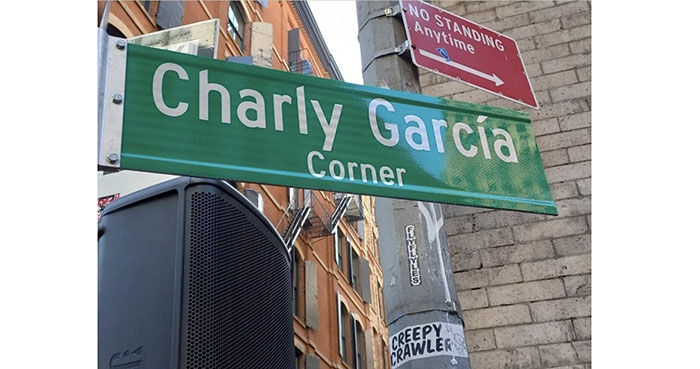 NO STANDING
Anytime
Charly García
Corner
CREEPY
CRAWLER